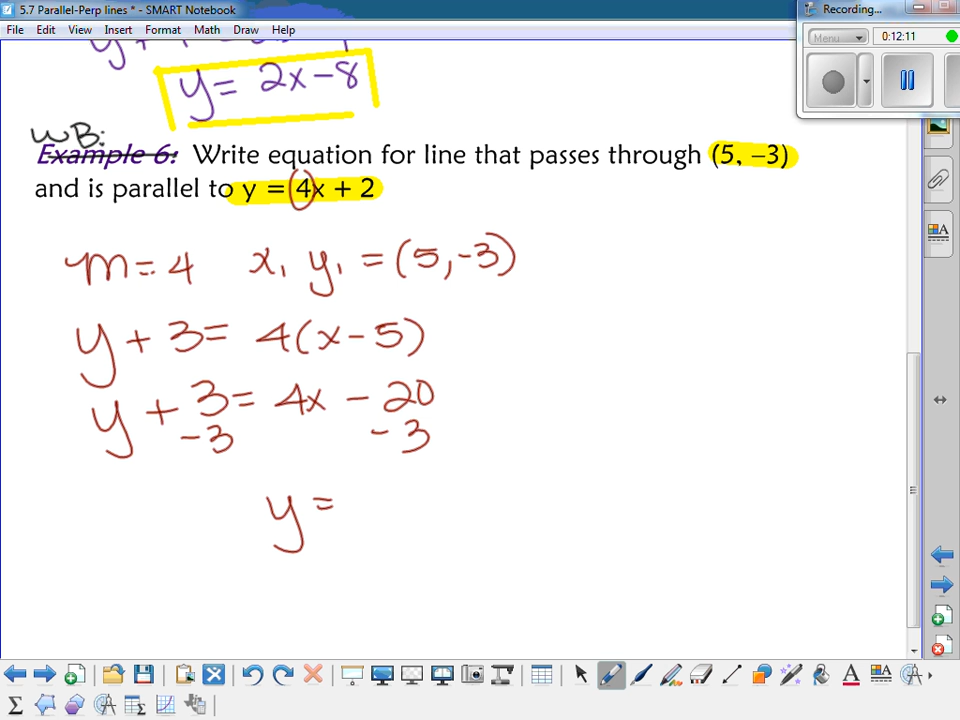 5.7 Parallel-Perp lines * - SMART Notebook
Recording...
File Edit View Insert Format Math Draw Help
Menu 0:12:11
y = 2x - 8
WB:
Example 6: Write equation for line that passes through (5, –3)
and is parallel to y = 4x + 2
m = 4 x₁ y₁ = (5, -3)
y + 3 = 4(x - 5)
y + 3 = 4x - 20
-3 - 3
y =